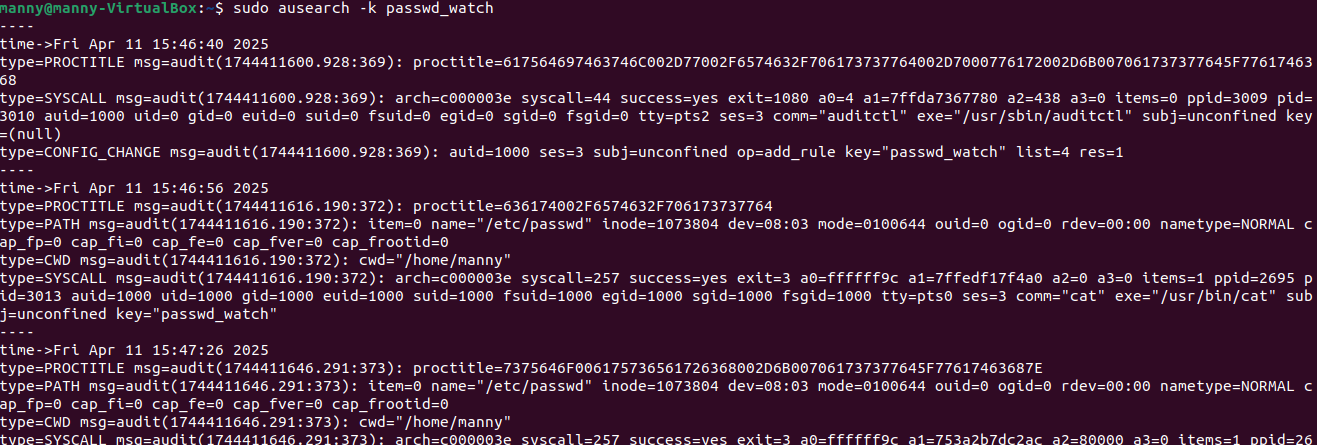 manny@manny-VirtualBox:~$ sudo ausearch -k passwd_watch
----
time->Fri Apr 11 15:46:40 2025
type=PROCTITLE msg=audit(1744411600.928:369): proctitle=617564697463746C002D77002F6574632F706173737764002D7000776172002D6B007061737377645F77617463
68
type=SYSCALL msg=audit(1744411600.928:369): arch=c000003e syscall=44 success=yes exit=1080 a0=4 a1=7ffda7367780 a2=438 a3=0 items=0 ppid=3009 pid=
3010 auid=1000 uid=0 gid=0 euid=0 suid=0 fsuid=0 egid=0 sgid=0 fsgid=0 tty=pts2 ses=3 comm="auditctl" exe="/usr/sbin/auditctl" subj=unconfined key
=(null)
type=CONFIG_CHANGE msg=audit(1744411600.928:369): auid=1000 ses=3 subj=unconfined op=add_rule key="passwd_watch" list=4 res=1
----
time->Fri Apr 11 15:46:56 2025
type=PROCTITLE msg=audit(1744411616.190:372): proctitle=636174002F6574632F706173737764
type=PATH msg=audit(1744411616.190:372): item=0 name="/etc/passwd" inode=1073804 dev=08:03 mode=0100644 ouid=0 ogid=0 rdev=00:00 nametype=NORMAL c
ap_fp=0 cap_fi=0 cap_fe=0 cap_fver=0 cap_frootid=0
type=CWD msg=audit(1744411616.190:372): cwd="/home/manny"
type=SYSCALL msg=audit(1744411616.190:372): arch=c000003e syscall=257 success=yes exit=3 a0=ffffff9c a1=7ffedf17f4a0 a2=0 a3=0 items=1 ppid=2695 p
id=3013 auid=1000 uid=1000 gid=1000 euid=1000 suid=1000 fsuid=1000 egid=1000 sgid=1000 fsgid=1000 tty=pts0 ses=3 comm="cat" exe="/usr/bin/cat" sub
j=unconfined key="passwd_watch"
----
time->Fri Apr 11 15:47:26 2025
type=PROCTITLE msg=audit(1744411646.291:373): proctitle=7375646F006175736561726368002D6B007061737377645F77617463687E
type=PATH msg=audit(1744411646.291:373): item=0 name="/etc/passwd" inode=1073804 dev=08:03 mode=0100644 ouid=0 ogid=0 rdev=00:00 nametype=NORMAL c
ap_fp=0 cap_fi=0 cap_fe=0 cap_fver=0 cap_frootid=0
type=CWD msg=audit(1744411646.291:373): cwd="/home/manny"
type=SYSCALL msg=audit(1744411646.291:373): arch=c000003e syscall=257 success=yes exit=3 a0=ffffff9c a1=753a2b7dc2ac a2=80000 a3=0 items=1 ppid=26